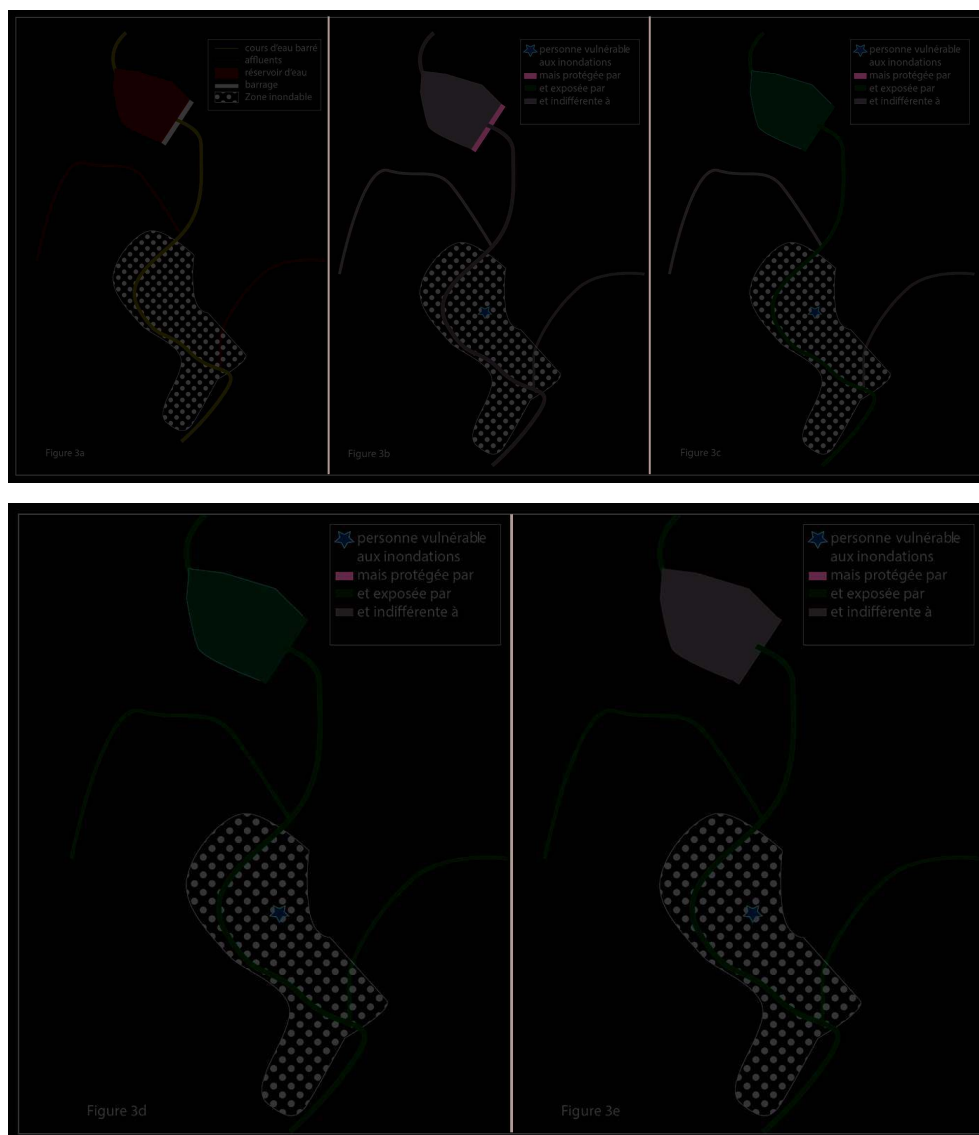 cours d'eau barré
affluents
réservoir d'eau
barrage
Zone inondable
Figure 3a
personne vulnérable
aux inondations
mais protégée par
et exposée par
et indifférente à
Figure 3b
personne vulnérable
aux inondations
mais protégée par
et exposée par
et indifférente à
Figure 3c
personne vulnérable
aux inondations
mais protégée par
et exposée par
et indifférente à
Figure 3d
personne vulnérable
aux inondations
mais protégée par
et exposée par
et indifférente à
Figure 3e